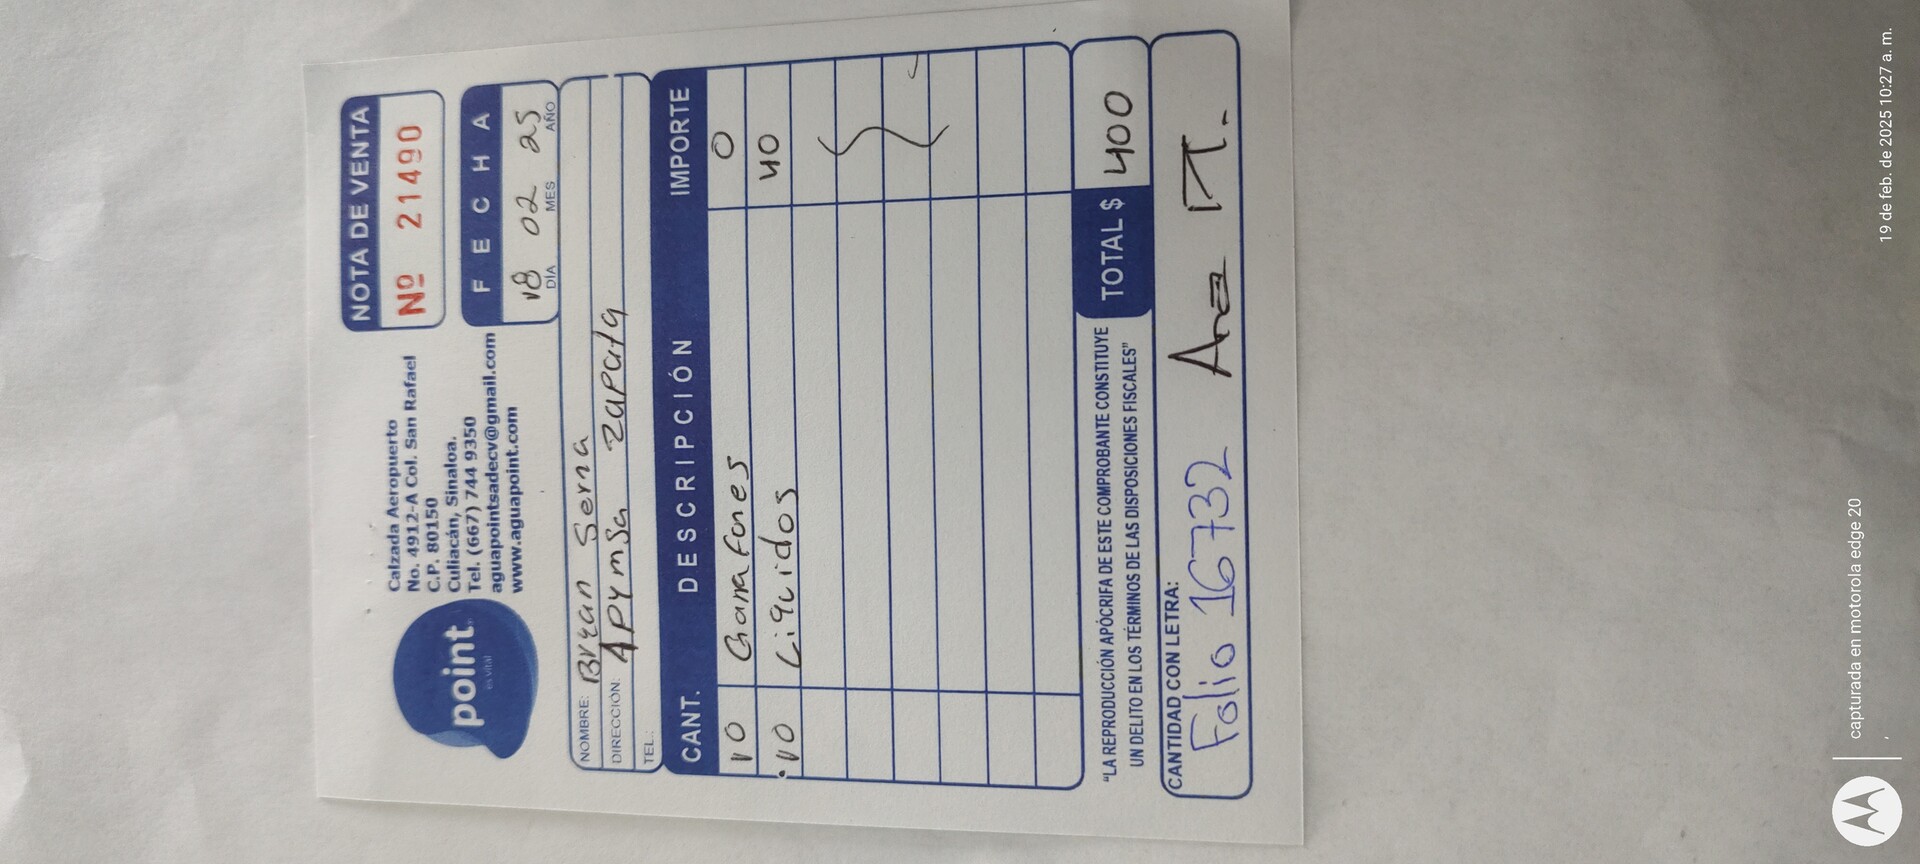 point
es vital
Calzada Aeropuerto
No. 4912-A Col. San Rafael
C.P. 80150
Culiacán, Sinaloa.
Tel. (667) 744 9350
aguapointsadecv@gmail.com
www.aguapoint.com
NOTA DE VENTA
Nº 21490
FECHA
18 02 25
DÍA MES AÑO
NOMBRE: Bryan Serna
DIRECCIÓN: Apymsa Zapata
TEL.:
CANT. DESCRIPCIÓN IMPORTE
10 Garrafones 0
10 Liquidos 40
"LA REPRODUCCIÓN APÓCRIFA DE ESTE COMPROBANTE CONSTITUYE
UN DELITO EN LOS TÉRMINOS DE LAS DISPOSICIONES FISCALES"
TOTAL $ 400
CANTIDAD CON LETRA:
Folio 16732
capturada en motorola edge 20
19 de feb. de 2025 10:27 a. m.